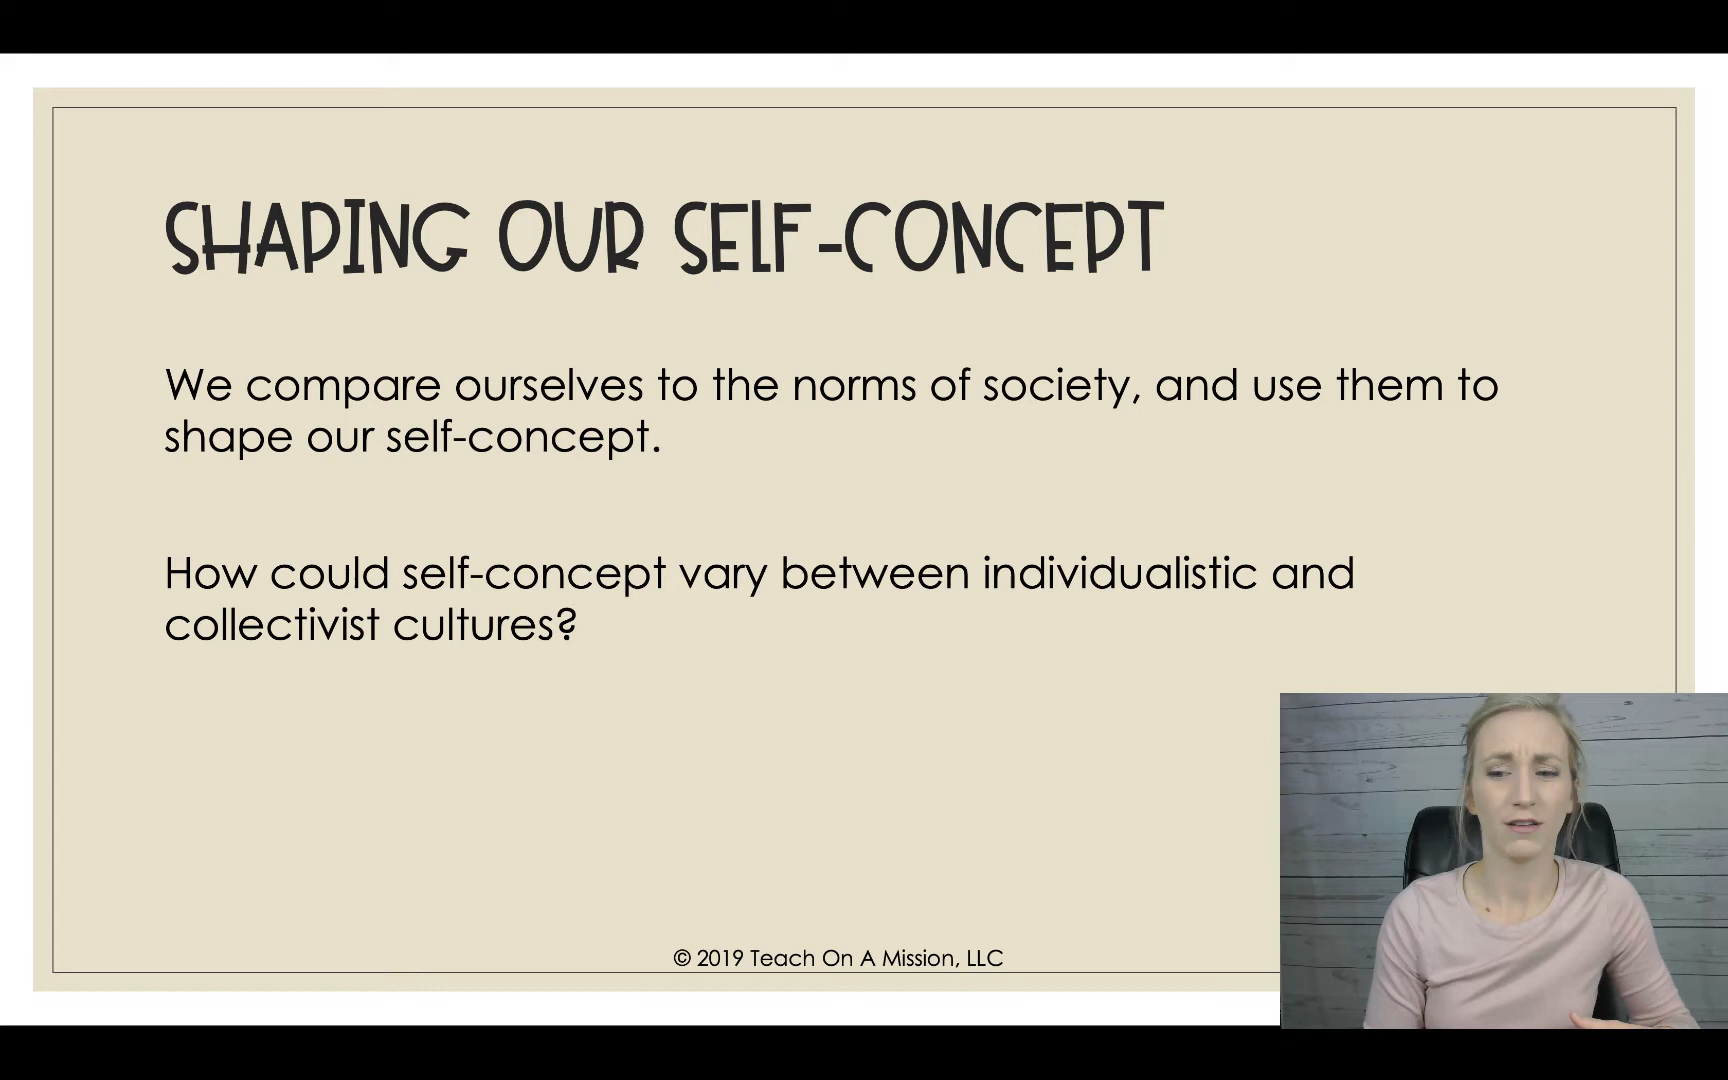 SHAPING OUR SELF-CONCEPT
We compare ourselves to the norms of society, and use them to
shape our self-concept.
How could self-concept vary between individualistic and
collectivist cultures?
© 2019 Teach On A Mission, LLC